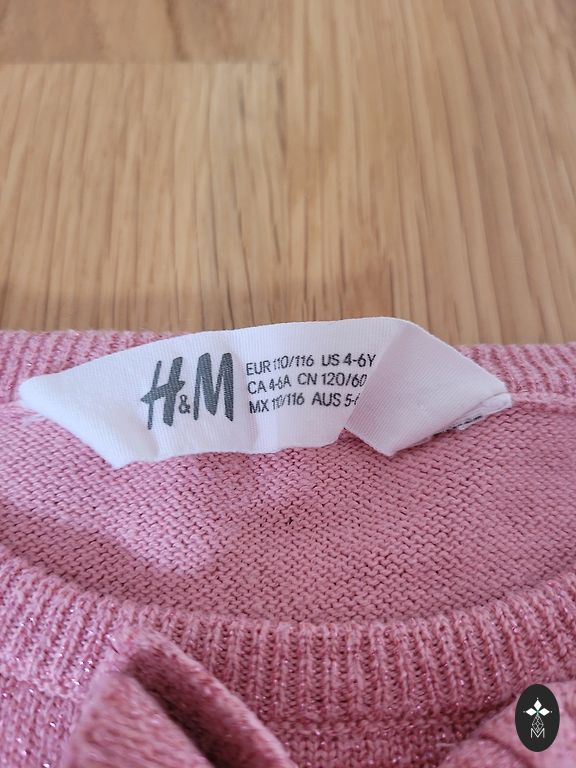 H&M
EUR 110/116 US 4-6Y
CA 4-6A CN 120/60
MX 110/116 AUS